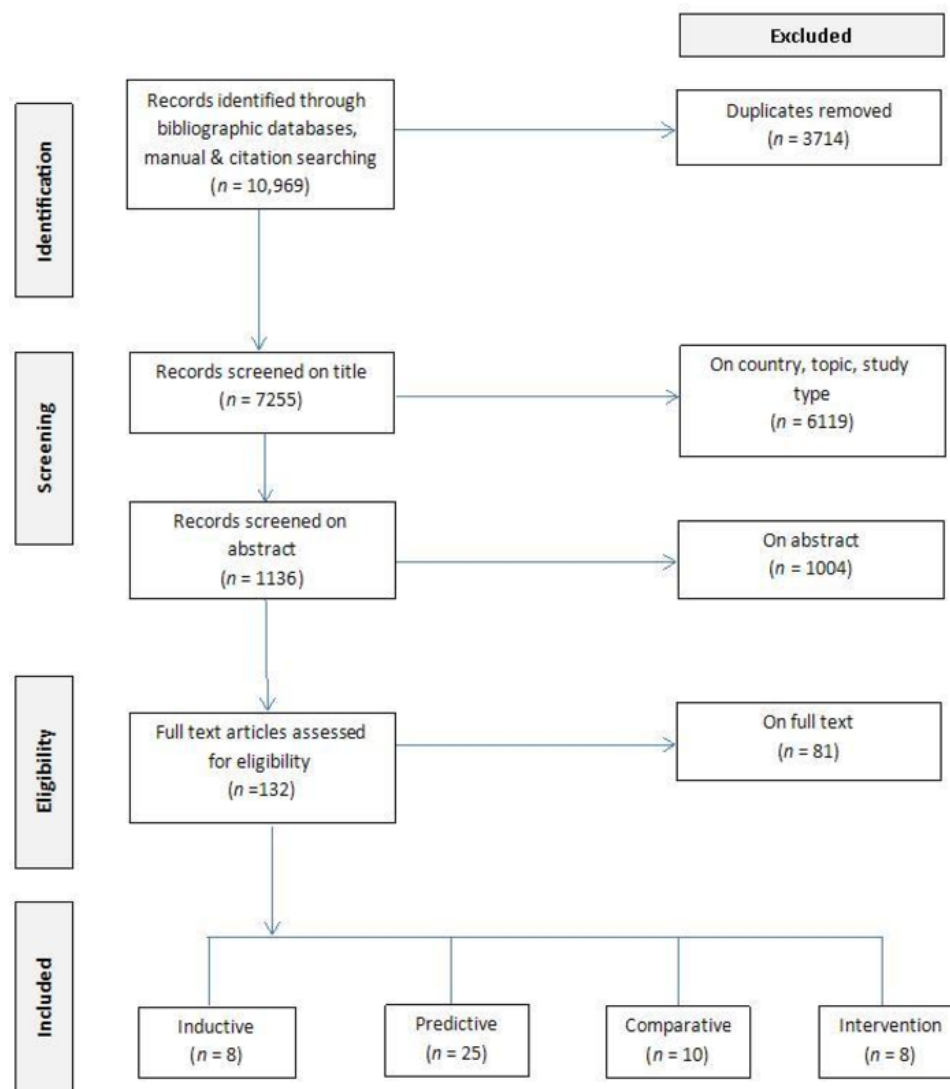 Excluded
Identification
Records identified through
bibliographic databases,
manual & citation searching
(n = 10,969)
Duplicates removed
(n = 3714)
Screening
Records screened on title
(n = 7255)
On country, topic, study
type
(n = 6119)
Records screened on
abstract
(n = 1136)
On abstract
(n = 1004)
Eligibility
Full text articles assessed
for eligibility
(n =132)
On full text
(n = 81)
Included
Inductive
(n = 8)
Predictive
(n = 25)
Comparative
(n = 10)
Intervention
(n = 8)